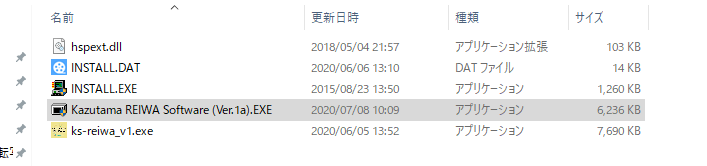 名前 更新日時 種類 サイズ
hspext.dll 2018/05/04 21:57 アプリケーション拡張 103 KB
INSTALL.DAT 2020/06/06 13:10 DAT ファイル 14 KB
INSTALL.EXE 2015/08/23 13:50 アプリケーション 1,260 KB
Kazutama REIWA Software (Ver.1a).EXE 2020/07/08 10:09 アプリケーション 6,236 KB
ks-reiwa_v1.exe 2020/06/05 13:52 アプリケーション 7,690 KB